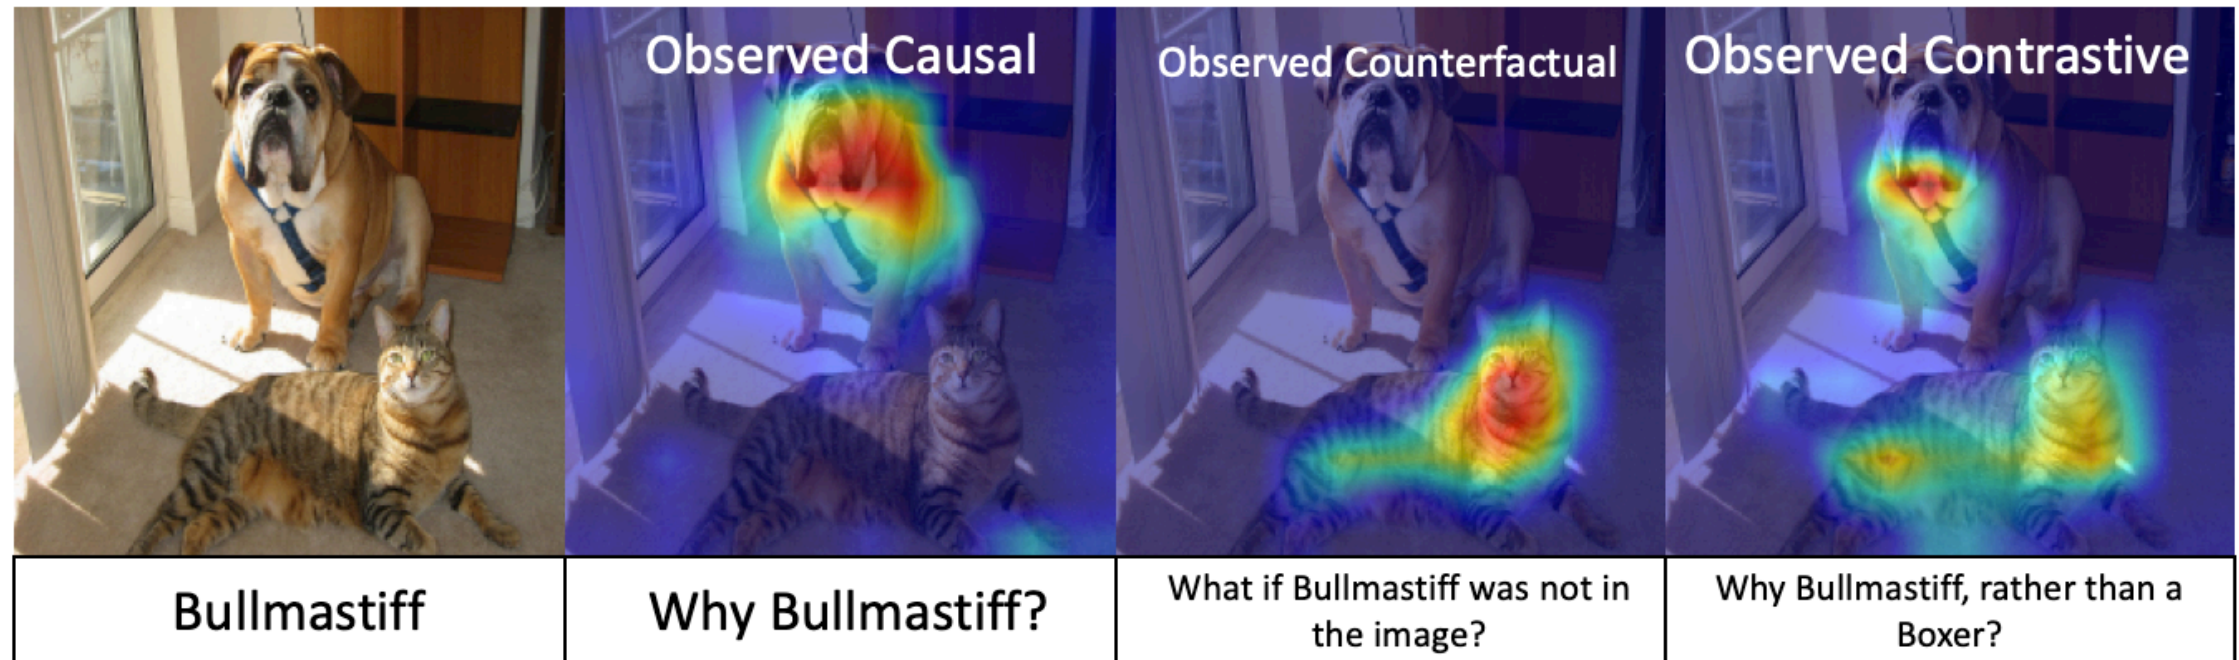 Observed Causal
Observed Counterfactual
Observed Contrastive
Bullmastiff
Why Bullmastiff?
What if Bullmastiff was not in
the image?
Why Bullmastiff, rather than a
Boxer?